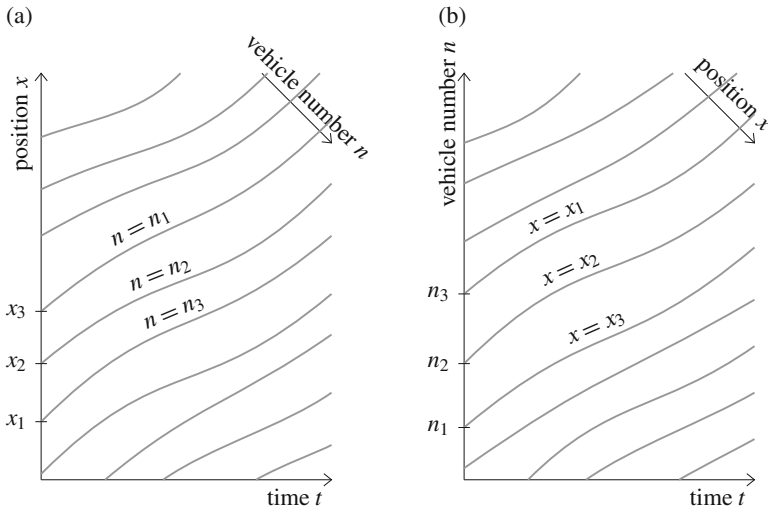 (a)
vehicle number n
position x
n = n₁
n = n₂
n = n₃
x₃
x₂
x₁
time t
(b)
position x
vehicle number n
x = x₁
x = x₂
x = x₃
n₃
n₂
n₁
time t